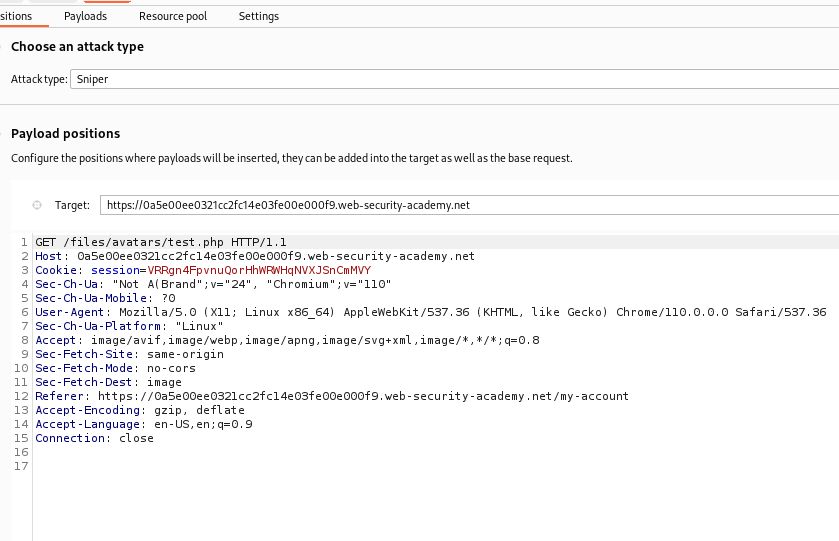 sitions Payloads Resource pool Settings
Choose an attack type
Attack type: Sniper
Payload positions
Configure the positions where payloads will be inserted, they can be added into the target as well as the base request.
Target: https://0a5e00ee0321cc2fc14e03fe00e000f9.web-security-academy.net
1 GET /files/avatars/test.php HTTP/1.1
2 Host: 0a5e00ee0321cc2fc14e03fe00e000f9.web-security-academy.net
3 Cookie: session=VRRgn4FpvnuQorHhWRWHqNVXJSnCmMVY
4 Sec-Ch-Ua: "Not A(Brand";v="24", "Chromium";v="110"
5 Sec-Ch-Ua-Mobile: ?0
6 User-Agent: Mozilla/5.0 (X11; Linux x86_64) AppleWebKit/537.36 (KHTML, like Gecko) Chrome/110.0.0.0 Safari/537.36
7 Sec-Ch-Ua-Platform: "Linux"
8 Accept: image/avif,image/webp,image/apng,image/svg+xml,image/*,*/*;q=0.8
9 Sec-Fetch-Site: same-origin
10 Sec-Fetch-Mode: no-cors
11 Sec-Fetch-Dest: image
12 Referer: https://0a5e00ee0321cc2fc14e03fe00e000f9.web-security-academy.net/my-account
13 Accept-Encoding: gzip, deflate
14 Accept-Language: en-US,en;q=0.9
15 Connection: close
16
17